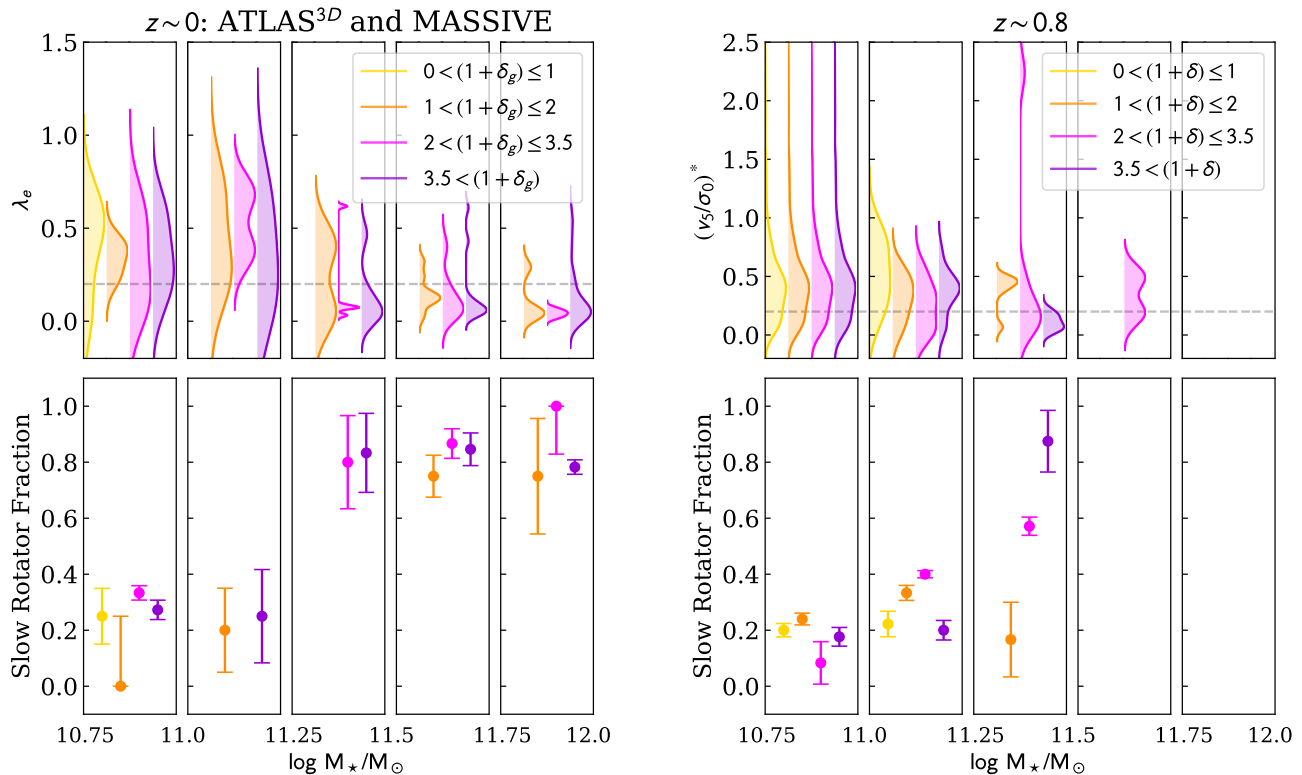 z~0: ATLAS³ᴰ and MASSIVE
z~0.8
1.5
1.0
0.5
0.0
λₑ
0 < (1+δ_g) ≤ 1
1 < (1+δ_g) ≤ 2
2 < (1+δ_g) ≤ 3.5
3.5 < (1+δ_g)
2.5
2.0
1.5
1.0
0.5
0.0
(v₅/σ₀)*
0 < (1+δ) ≤ 1
1 < (1+δ) ≤ 2
2 < (1+δ) ≤ 3.5
3.5 < (1+δ)
1.0
0.8
0.6
0.4
0.2
0.0
Slow Rotator Fraction
10.75 11.0 11.25 11.5 11.75 12.0
log M⋆/M⊙
1.0
0.8
0.6
0.4
0.2
0.0
Slow Rotator Fraction
10.75 11.0 11.25 11.5 11.75 12.0
log M⋆/M⊙